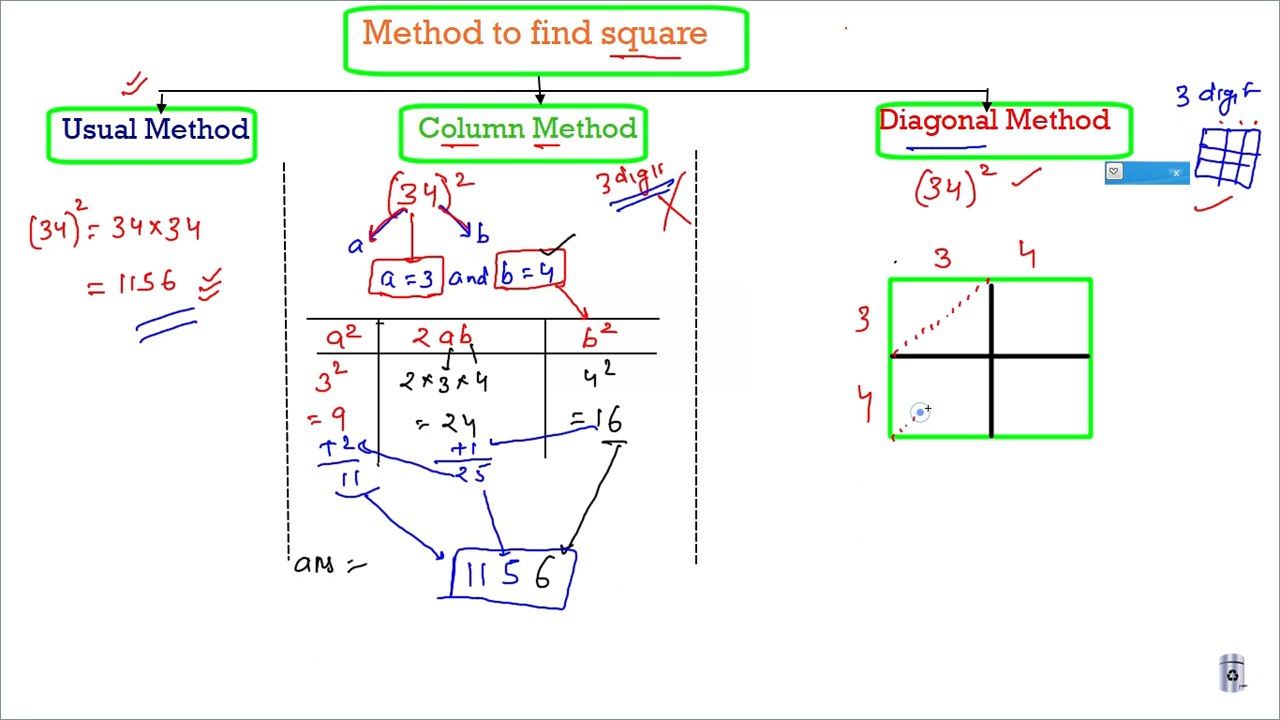 Method to find square
Usual Method
(34)² = 34×34
= 1156
Column Method
(34)²
3 digit
a
b
a = 3 and b = 4
a² 2ab b²
3² 2×3×4 4²
= 9 = 24 = 16
+2 +1
11 25
ans = 1156
Diagonal Method
3 digit
(34)²
3 4
3
4